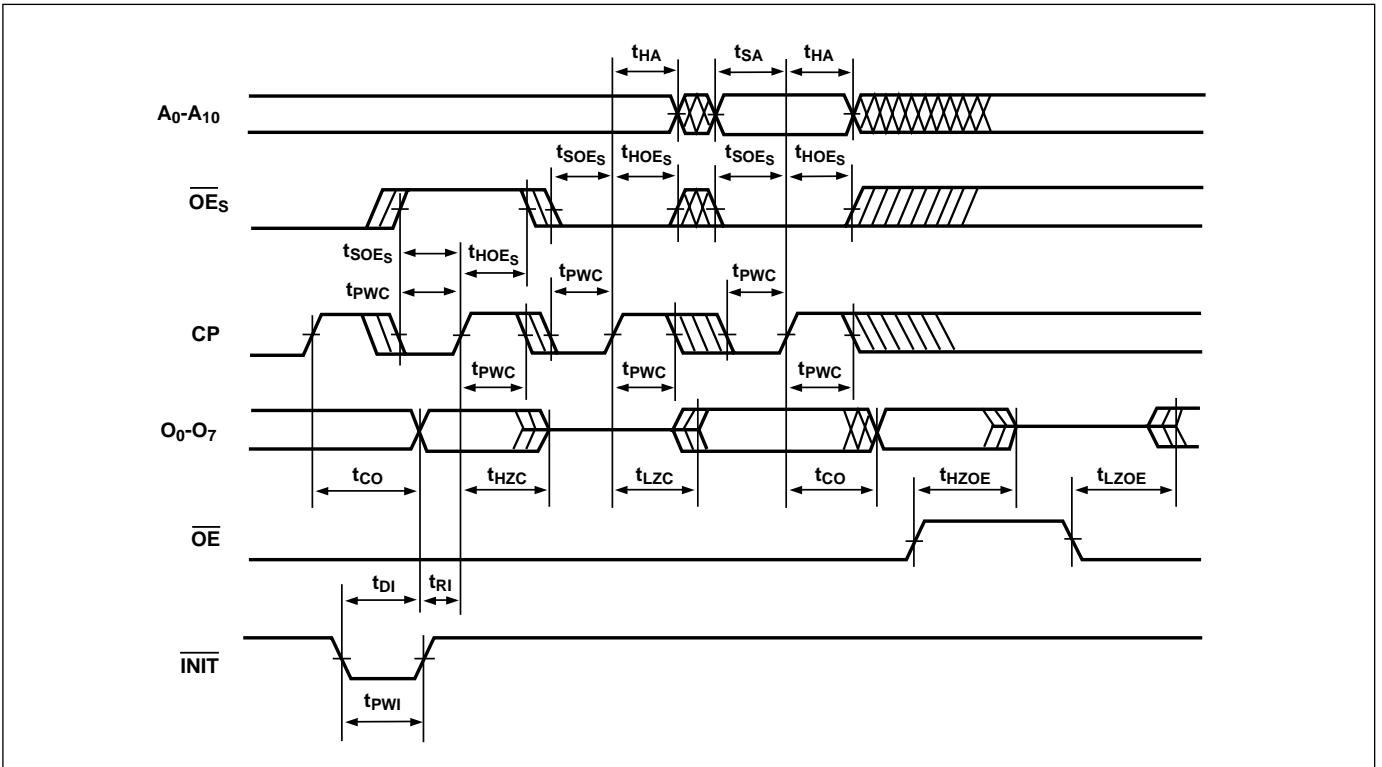 tHA tSA tHA
A0-A10
tSOES tHOES tSOES tHOES
OES
tSOES tHOES
tPWC tPWC tPWC
CP
tPWC tPWC tPWC
O0-O7
tCO tHZC tLZC tCO tHZOE tLZOE
OE
tDI tRI
INIT
tPWI